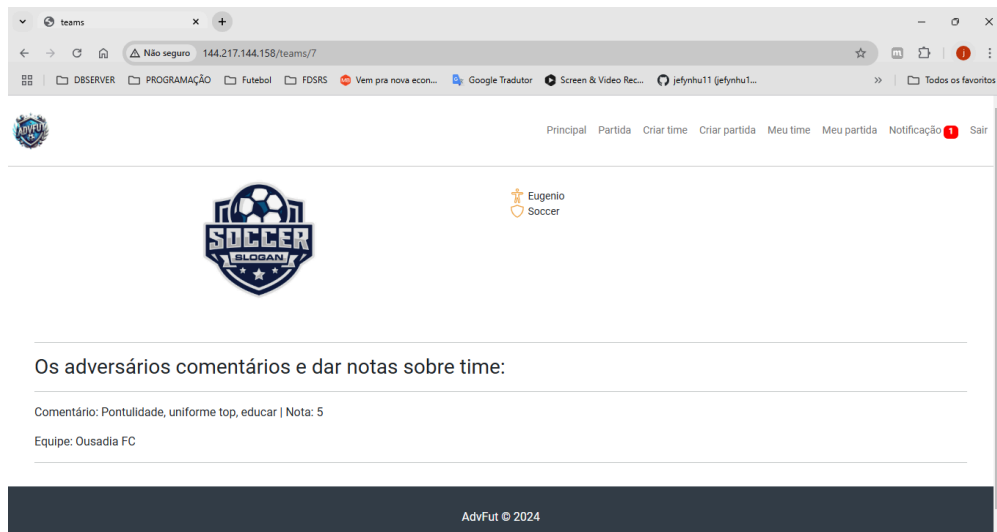 teams
Não seguro 144.217.144.158/teams/7
DBSERVER PROGRAMAÇÃO Futebol FDSRS Vem pra nova econ... Google Tradutor Screen & Video Rec... jefynhu11 (jefynhu1... » Todos os favoritos
ADVFUT
Principal Partida Criar time Criar partida Meu time Meu partida Notificação 1 Sair
Eugenio
Soccer
SOCCER
SLOGAN
Os adversários comentários e dar notas sobre time:
Comentário: Pontulidade, uniforme top, educar | Nota: 5
Equipe: Ousadia FC
AdvFut © 2024